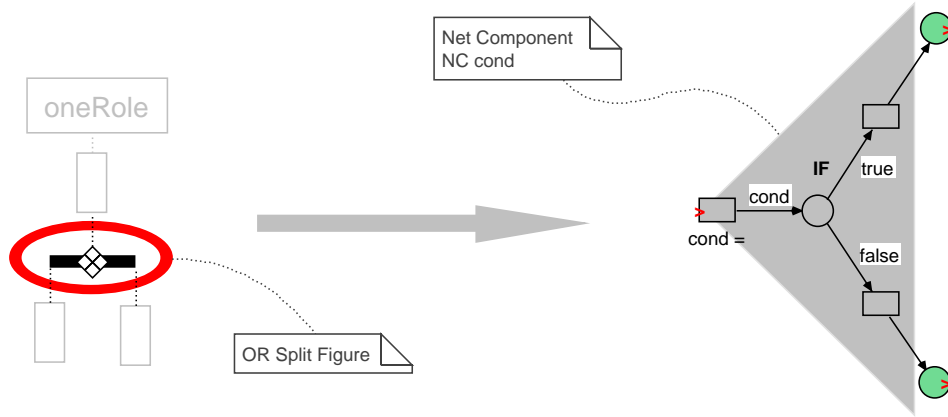 Net Component
NC cond
oneRole
IF
cond
true
cond =
false
OR Split Figure